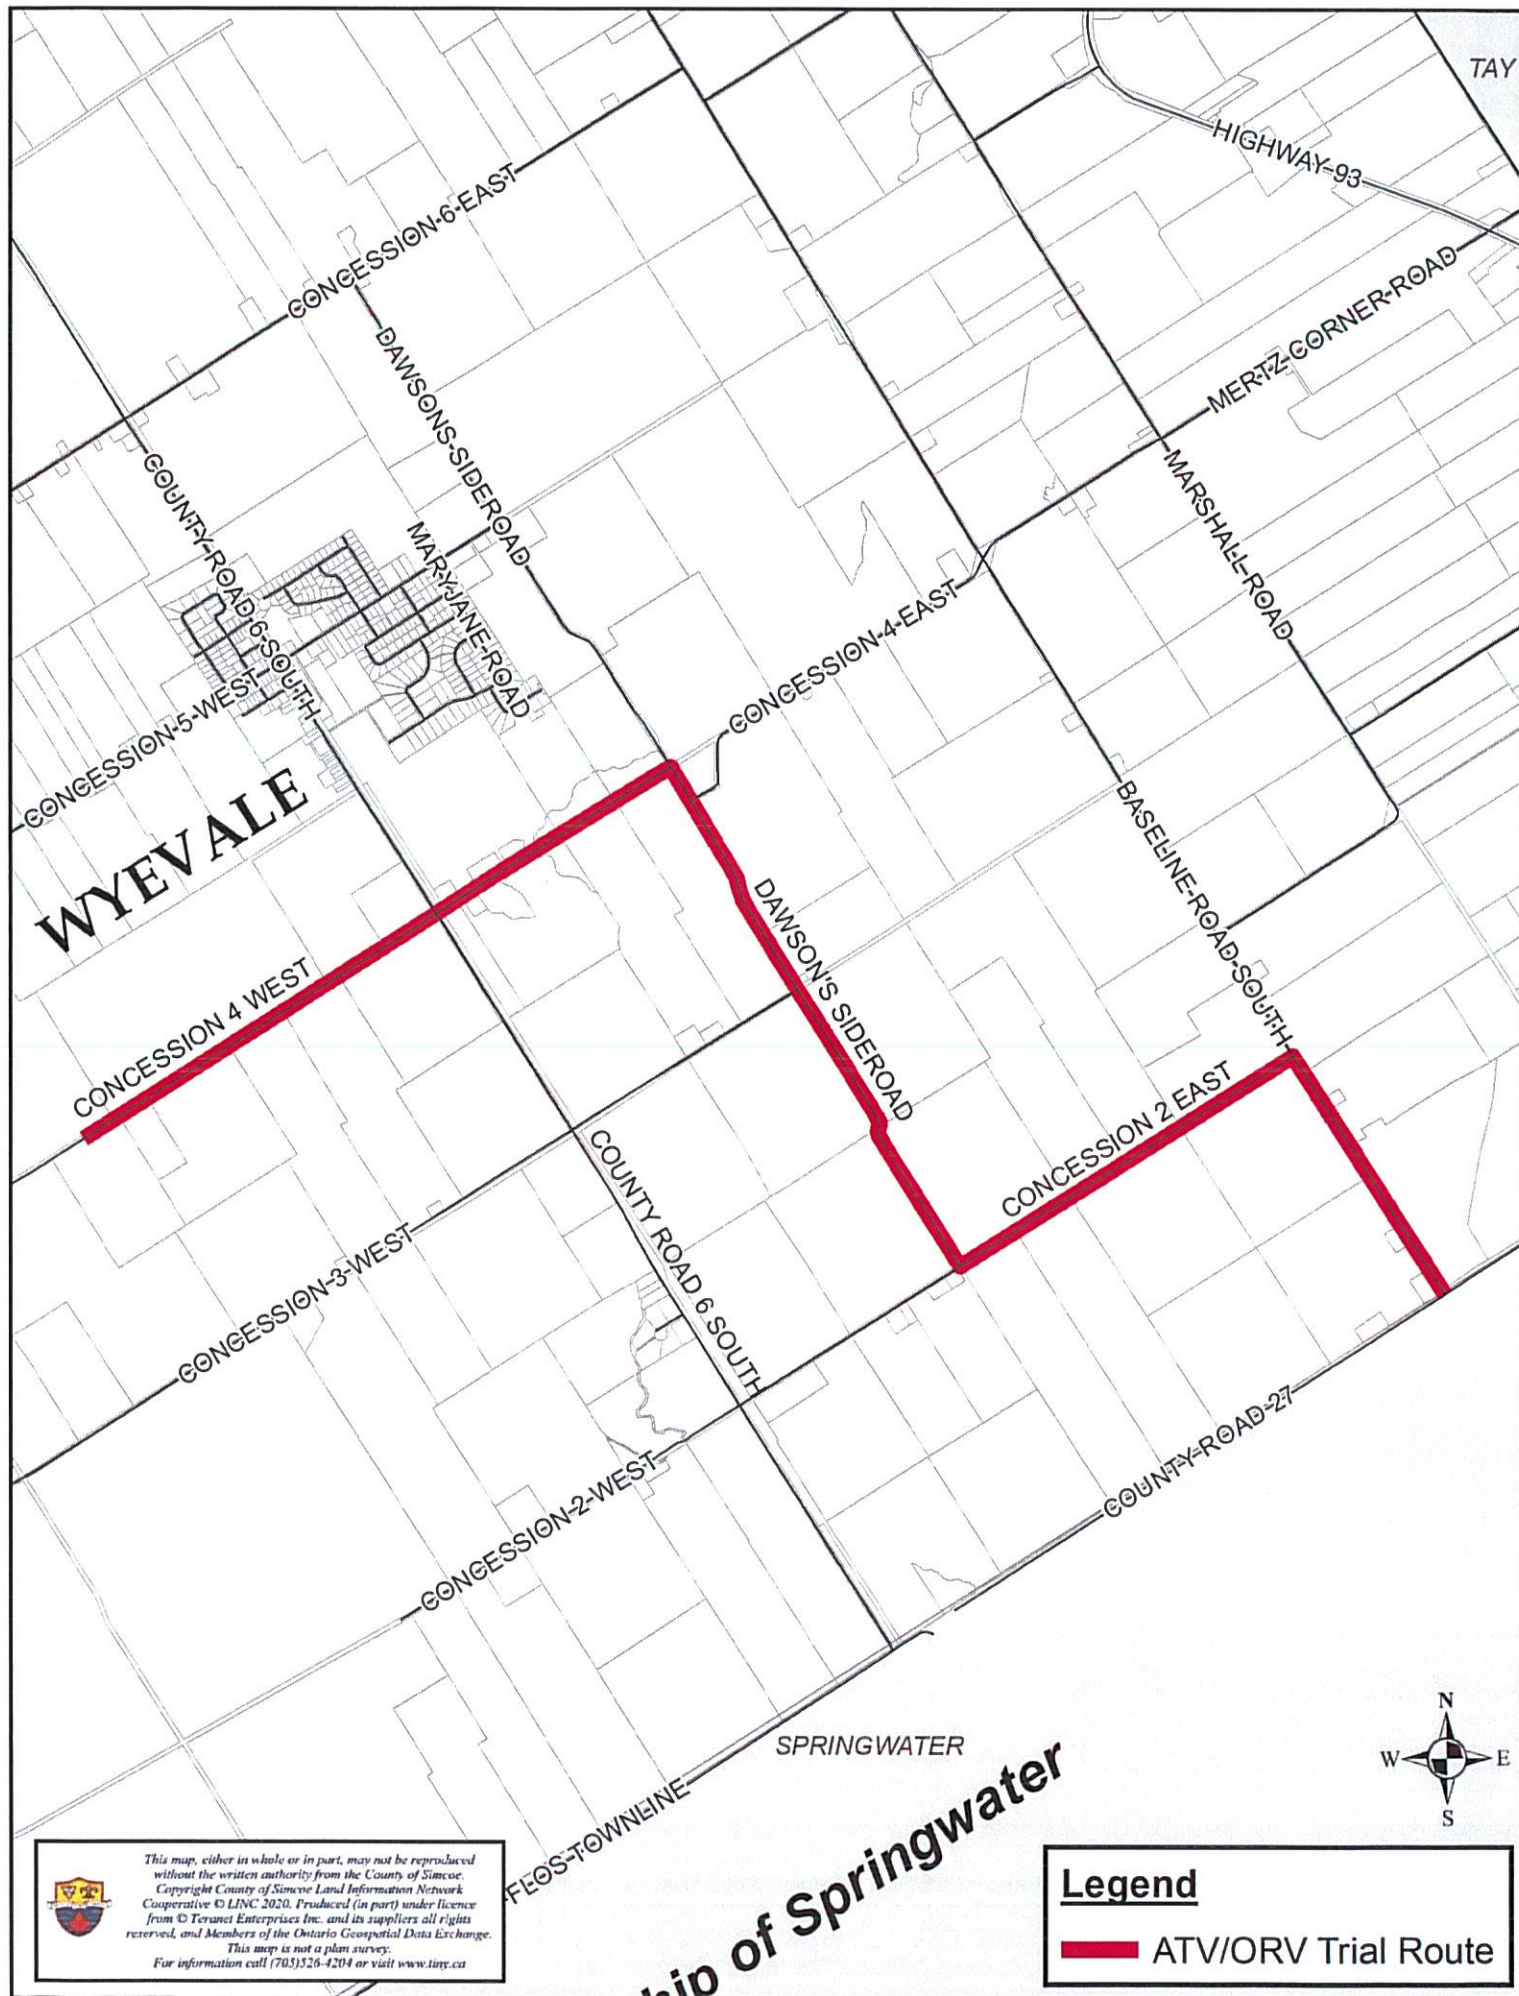 TAY
HIGHWAY 93
CONCESSION 6 EAST
MERTZ CORNER ROAD
DAWSONS SIDEROAD
COUNTY ROAD 6 SOUTH
MARYJANE ROAD
MARSHALL ROAD
CONCESSION 4 EAST
CONCESSION 5 WEST
WYEVALE
BASELINE ROAD SOUTH
DAWSON'S SIDEROAD
CONCESSION 4 WEST
CONCESSION 2 EAST
COUNTY ROAD 6 SOUTH
CONCESSION 3 WEST
COUNTY ROAD 27
CONCESSION 2 WEST
SPRINGWATER
FLOS TOWNLINE
hip of Springwater
N
W E
S
This map, either in whole or in part, may not be reproduced
without the written authority from the County of Simcoe.
Copyright County of Simcoe Land Information Network
Cooperative © LINC 2020. Produced (in part) under licence
from © Teranet Enterprises Inc. and its suppliers all rights
reserved, and Members of the Ontario Geospatial Data Exchange.
This map is not a plan survey.
For information call (705)526-4204 or visit www.tiny.ca
Legend
ATV/ORV Trial Route